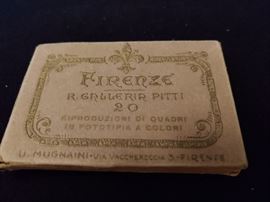 FIRENZE
R. GALLERIA PITTI
20
RIPRODUZIONI DI QUADRI
IN FOTOTIPIA A COLORI
U. MUGNAINI - VIA VACCHERECCIA 3 - FIRENZE